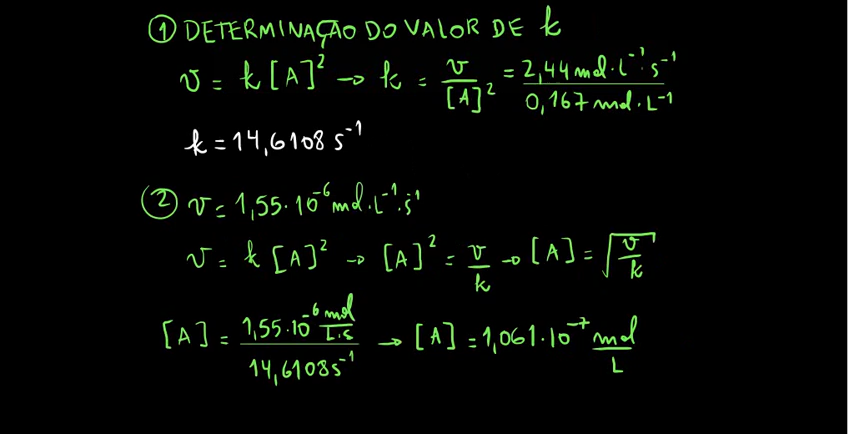 ① DETERMINAÇÃO DO VALOR DE k
v = k [A]² → k = v/[A]² = 2,44 mol·L⁻¹·s⁻¹/0,167 mol·L⁻¹
k = 14,6108 s⁻¹
② v = 1,55·10⁻⁶ mol·L⁻¹·s⁻¹
v = k [A]² → [A]² = v/k → [A] = √(v/k)
[A] = 1,55·10⁻⁶ mol/L·s/14,6108 s⁻¹ → [A] = 1,061·10⁻⁷ mol/L